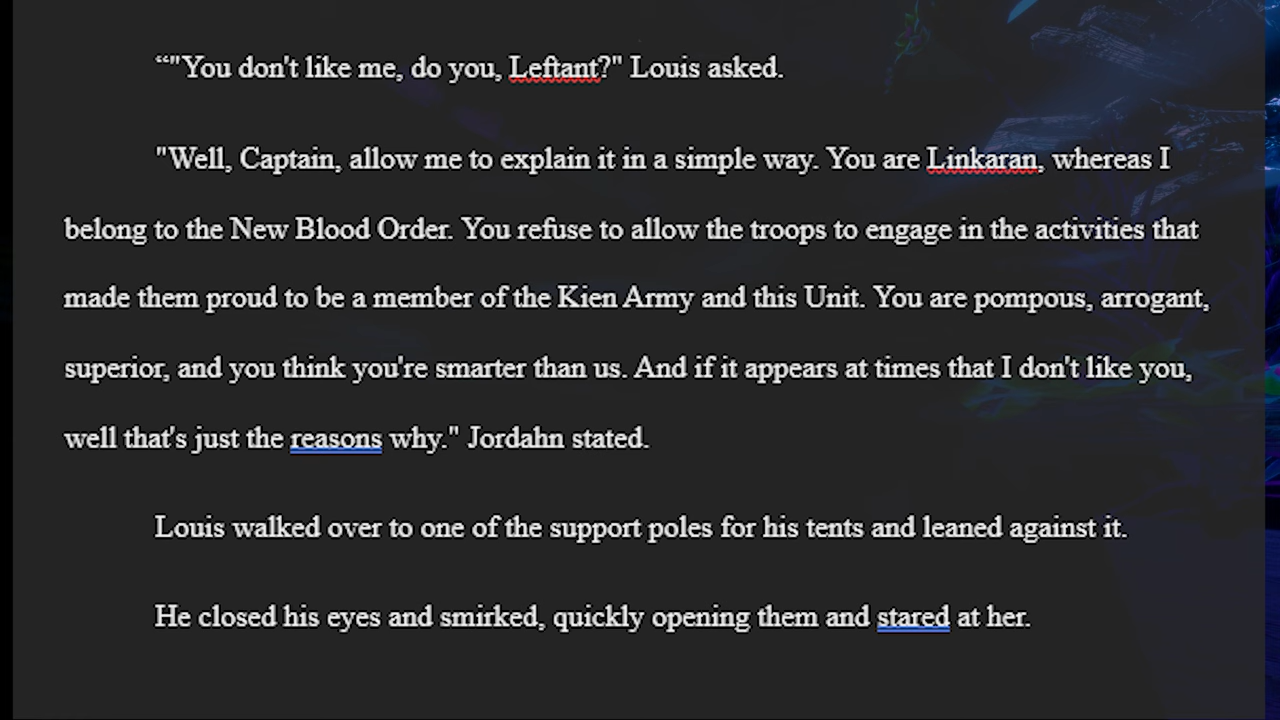 “"You don't like me, do you, Leftant?" Louis asked.
"Well, Captain, allow me to explain it in a simple way. You are Linkaran, whereas I
belong to the New Blood Order. You refuse to allow the troops to engage in the activities that
made them proud to be a member of the Kien Army and this Unit. You are pompous, arrogant,
superior, and you think you're smarter than us. And if it appears at times that I don't like you,
well that's just the reasons why." Jordahn stated.
Louis walked over to one of the support poles for his tents and leaned against it.
He closed his eyes and smirked, quickly opening them and stared at her.